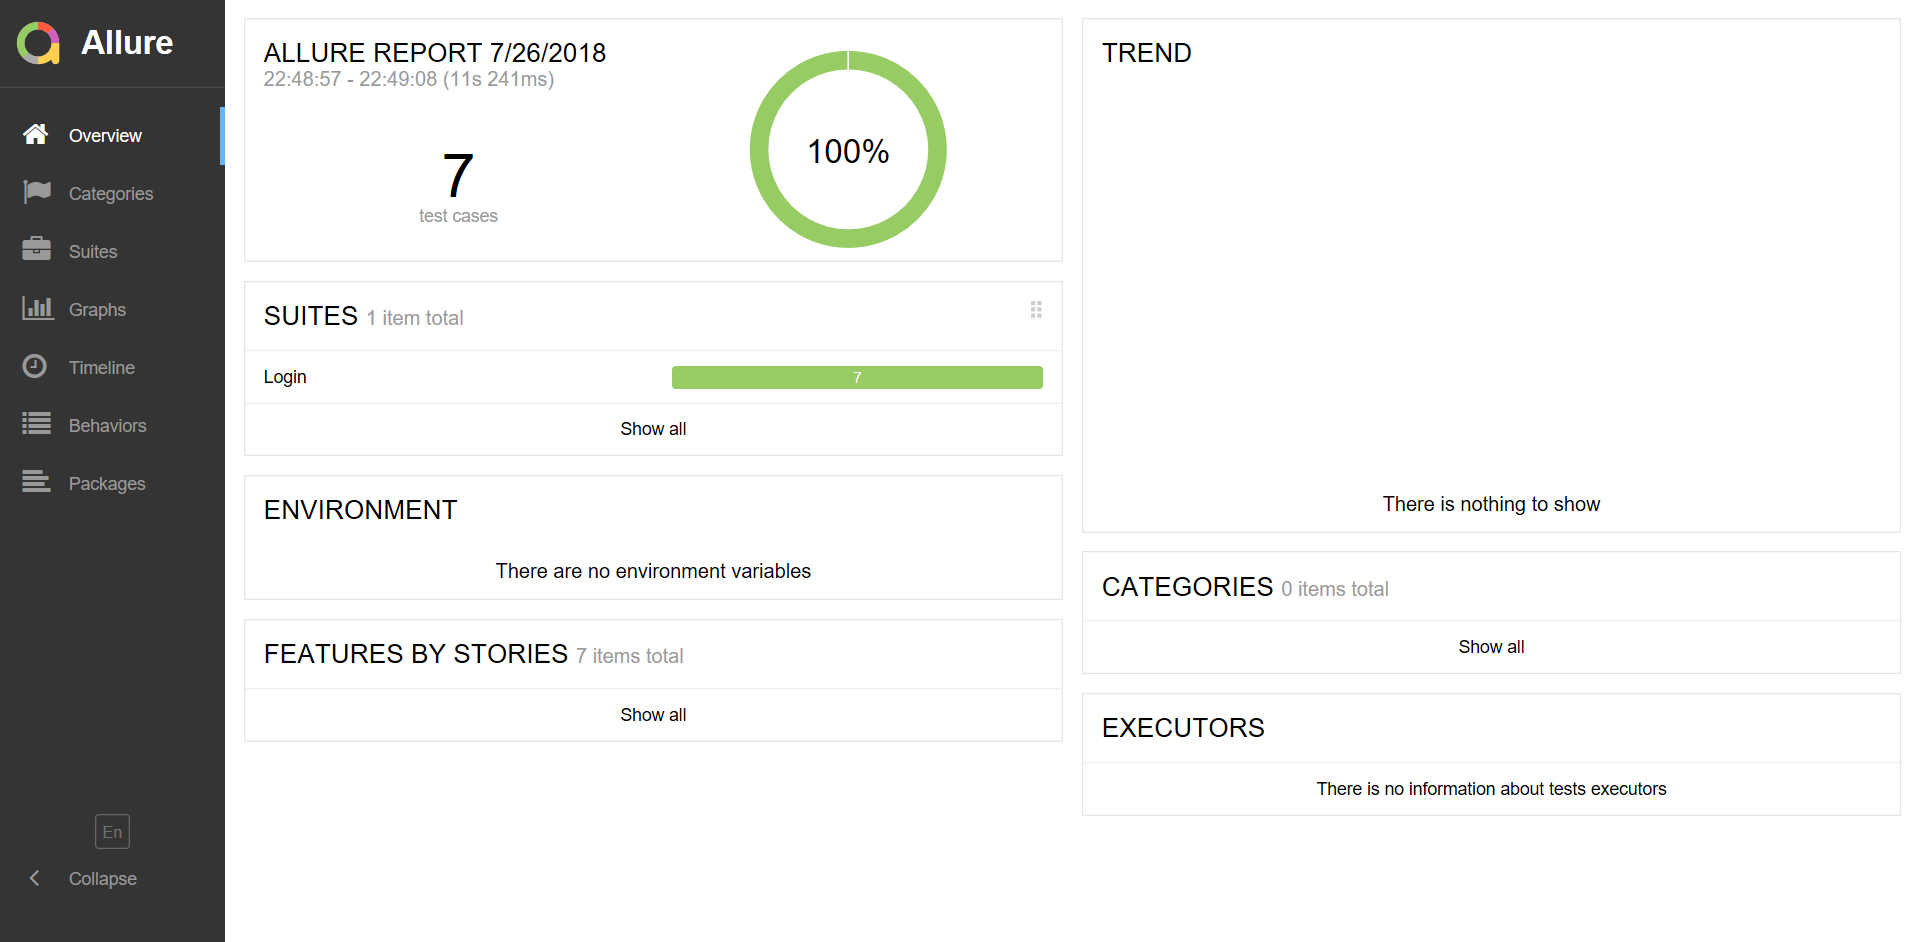 Allure
Overview
Categories
Suites
Graphs
Timeline
Behaviors
Packages
En
Collapse
ALLURE REPORT 7/26/2018
22:48:57 - 22:49:08 (11s 241ms)
7
test cases
100%
SUITES 1 item total
Login 7
Show all
ENVIRONMENT
There are no environment variables
FEATURES BY STORIES 7 items total
Show all
TREND
There is nothing to show
CATEGORIES 0 items total
Show all
EXECUTORS
There is no information about tests executors